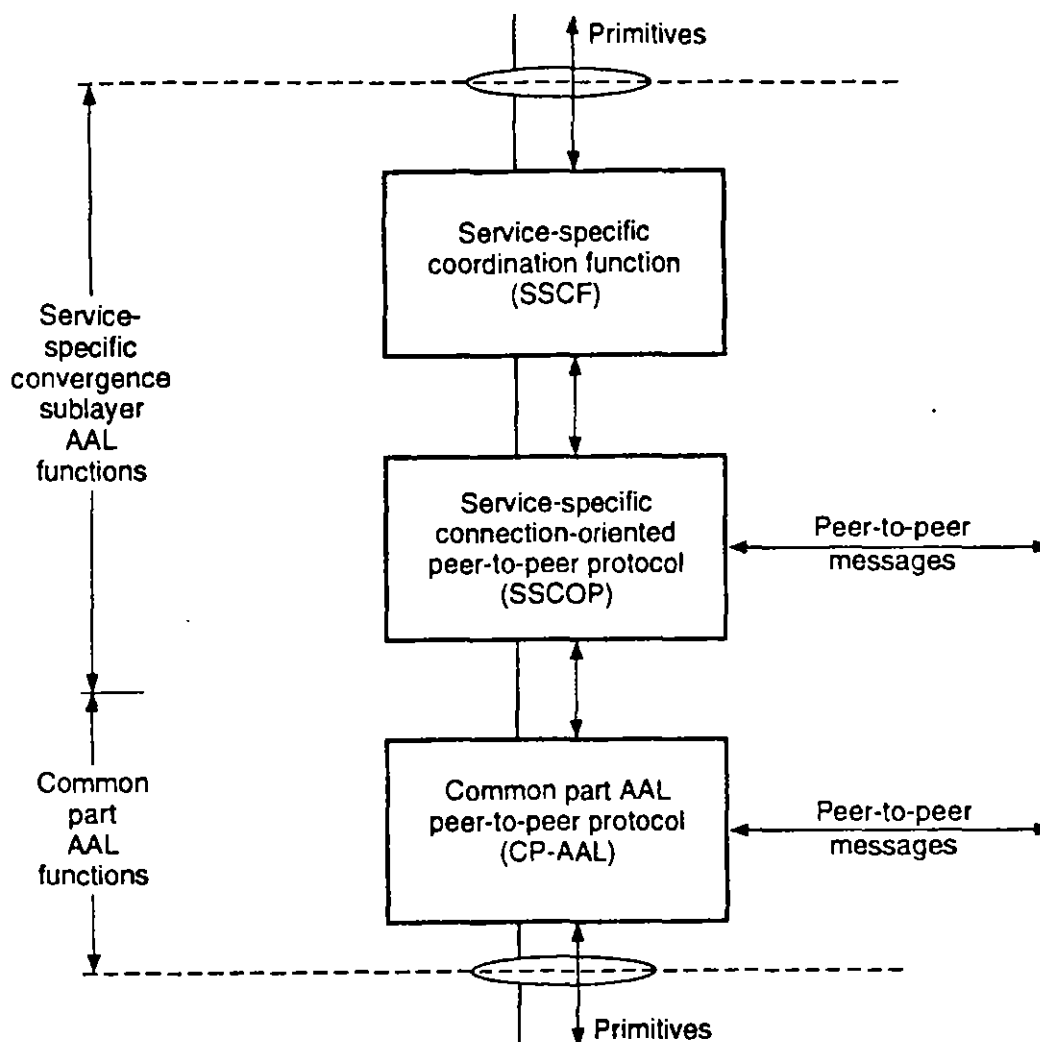 Primitives
Service-specific
coordination function
(SSCF)
Service-
specific
convergence
sublayer
AAL
functions
Service-specific
connection-oriented
peer-to-peer protocol
(SSCOP)
Peer-to-peer
messages
Common
part
AAL
functions
Common part AAL
peer-to-peer protocol
(CP-AAL)
Peer-to-peer
messages
Primitives